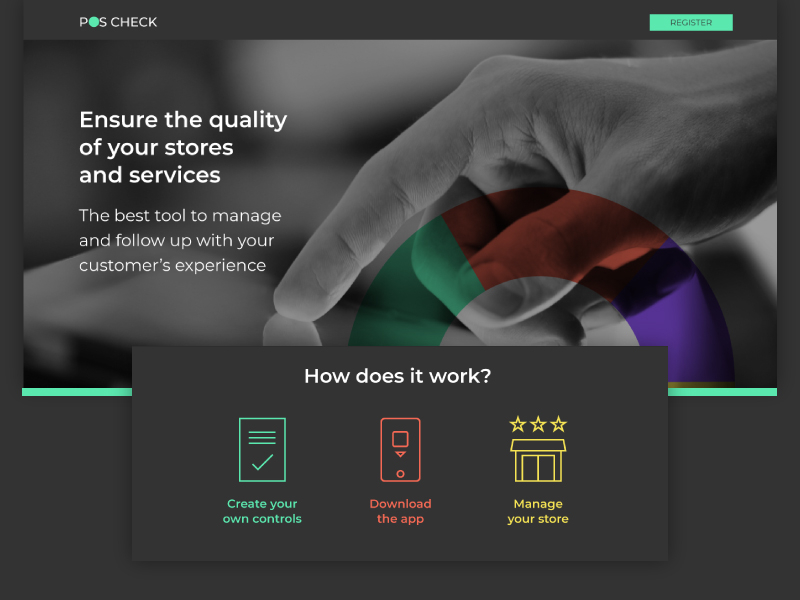 POS CHECK
REGISTER
Ensure the quality
of your stores
and services
The best tool to manage
and follow up with your
customer’s experience
How does it work?
Create your
own controls
Download
the app
Manage
your store